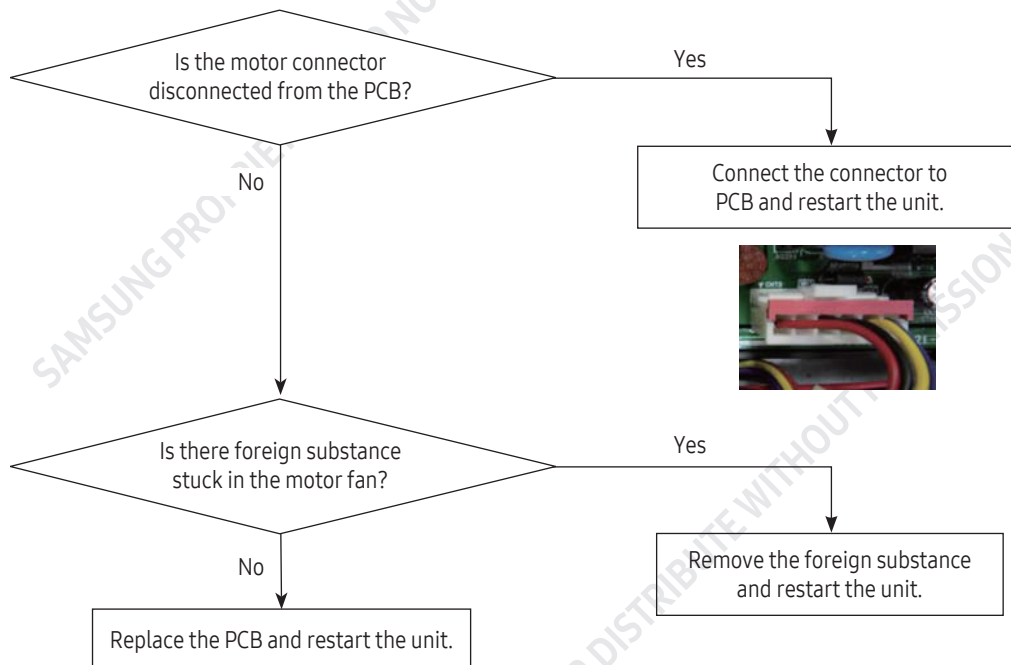 Is the motor connector
disconnected from the PCB?
Yes
No
Connect the connector to
PCB and restart the unit.
Is there foreign substance
stuck in the motor fan?
Yes
No
Remove the foreign substance
and restart the unit.
Replace the PCB and restart the unit.